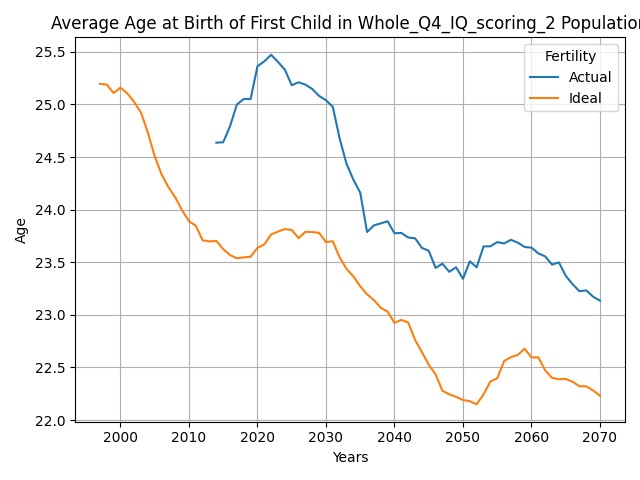 Average Age at Birth of First Child in Whole_Q4_IQ_scoring_2 Population
Fertility
Actual
Ideal
25.5
25.0
24.5
24.0
23.5
23.0
22.5
22.0
Age
2000 2010 2020 2030 2040 2050 2060 2070
Years